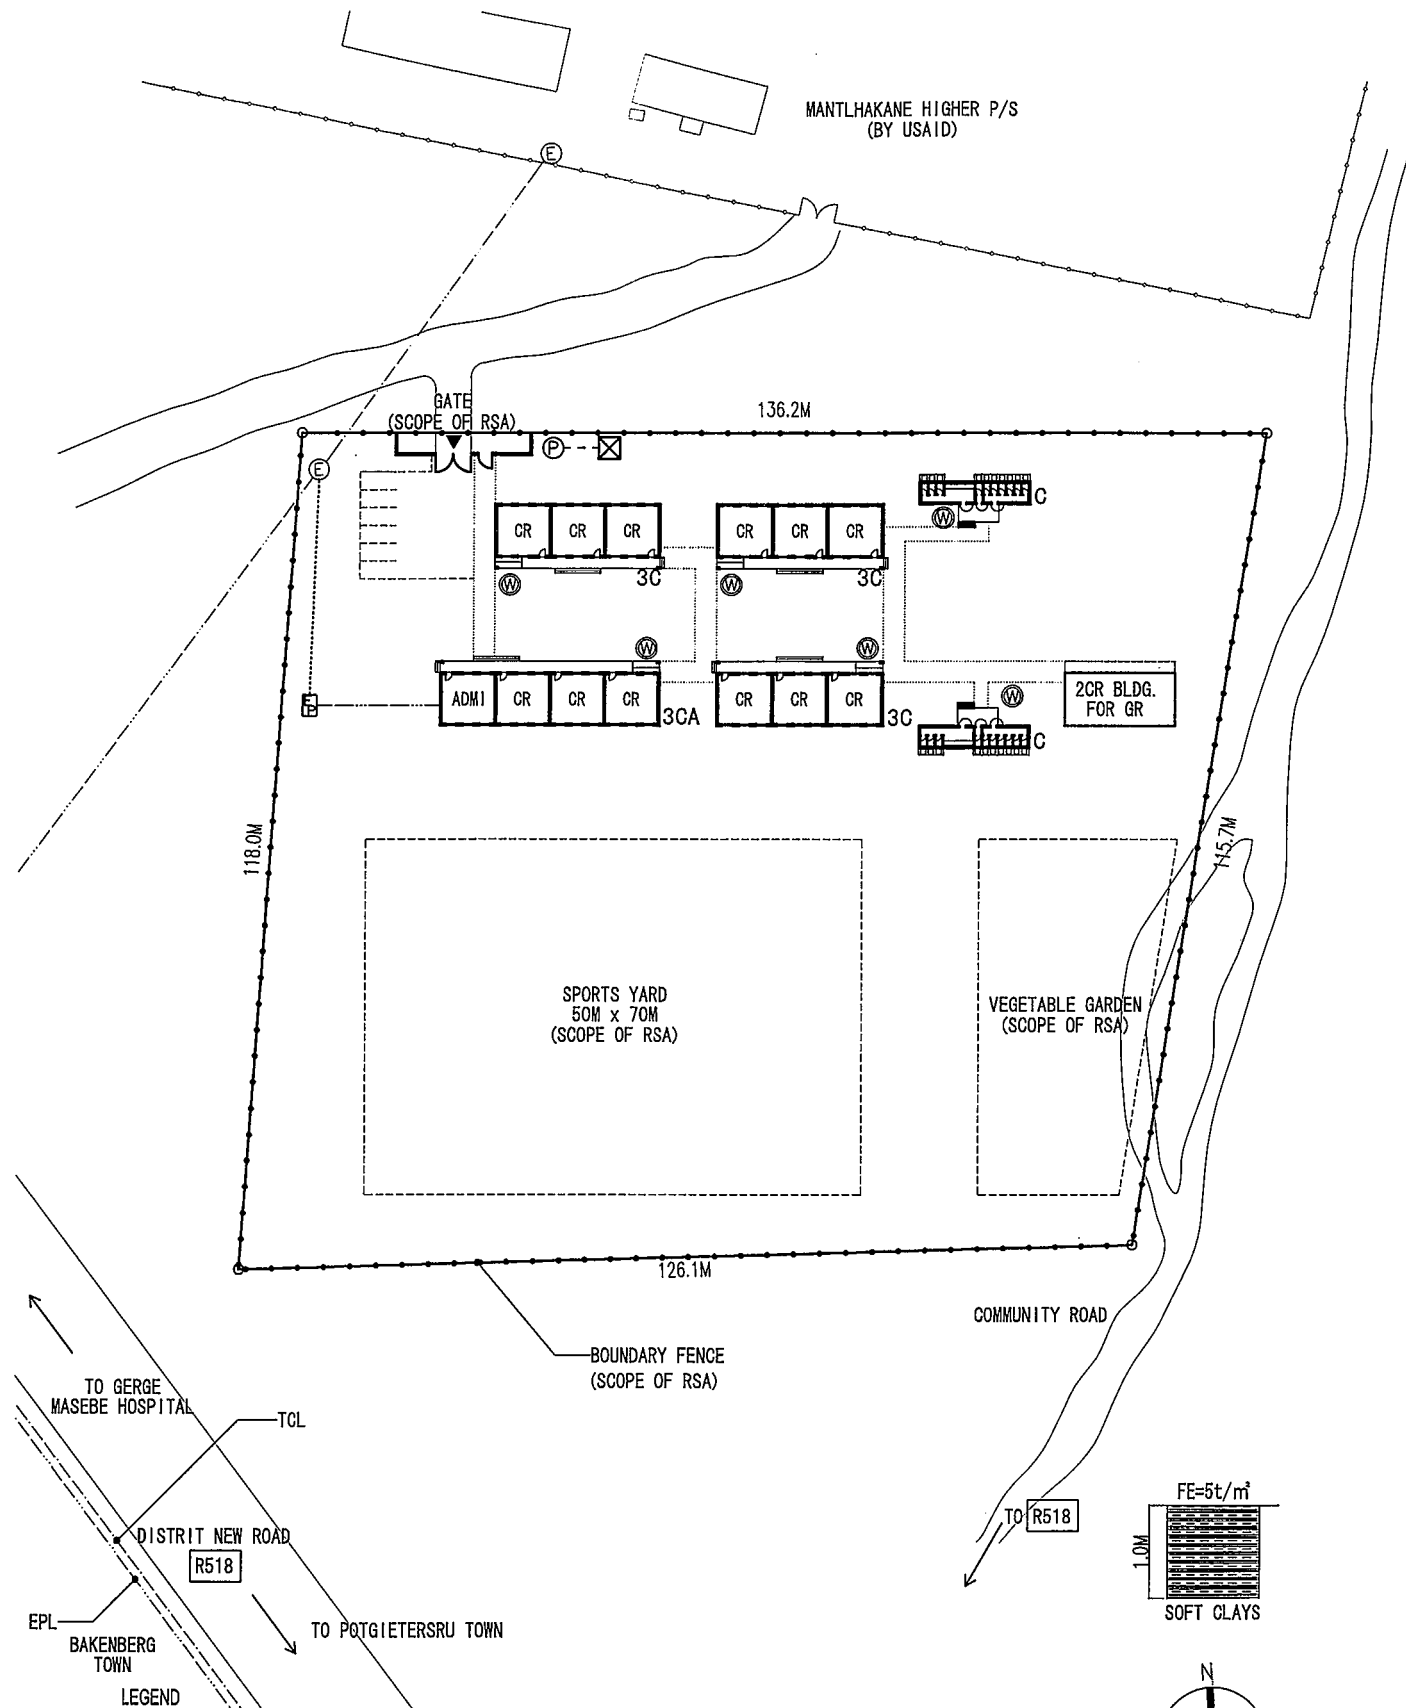 MANTLHAKANE HIGHER P/S
(BY USAID)
E
GATE
(SCOPE OF RSA)
136.2M
E
P
CR
CR
CR
CR
CR
CR
C
W
3C
3C
W
W
W
W
ADMI
CR
CR
CR
3CA
CR
CR
CR
3C
W
2CR BLDG.
FOR GR
C
EP
118.0M
115.7M
SPORTS YARD
50M x 70M
(SCOPE OF RSA)
VEGETABLE GARDEN
(SCOPE OF RSA)
126.1M
COMMUNITY ROAD
BOUNDARY FENCE
(SCOPE OF RSA)
TO GERGE
MASEBE HOSPITAL
TCL
DISTRIT NEW ROAD
R518
TO R518
FE=5t/㎡
1.0M
SOFT CLAYS
EPL
BAKENBERG
TOWN
TO POTGIETERSRU TOWN
LEGEND
N